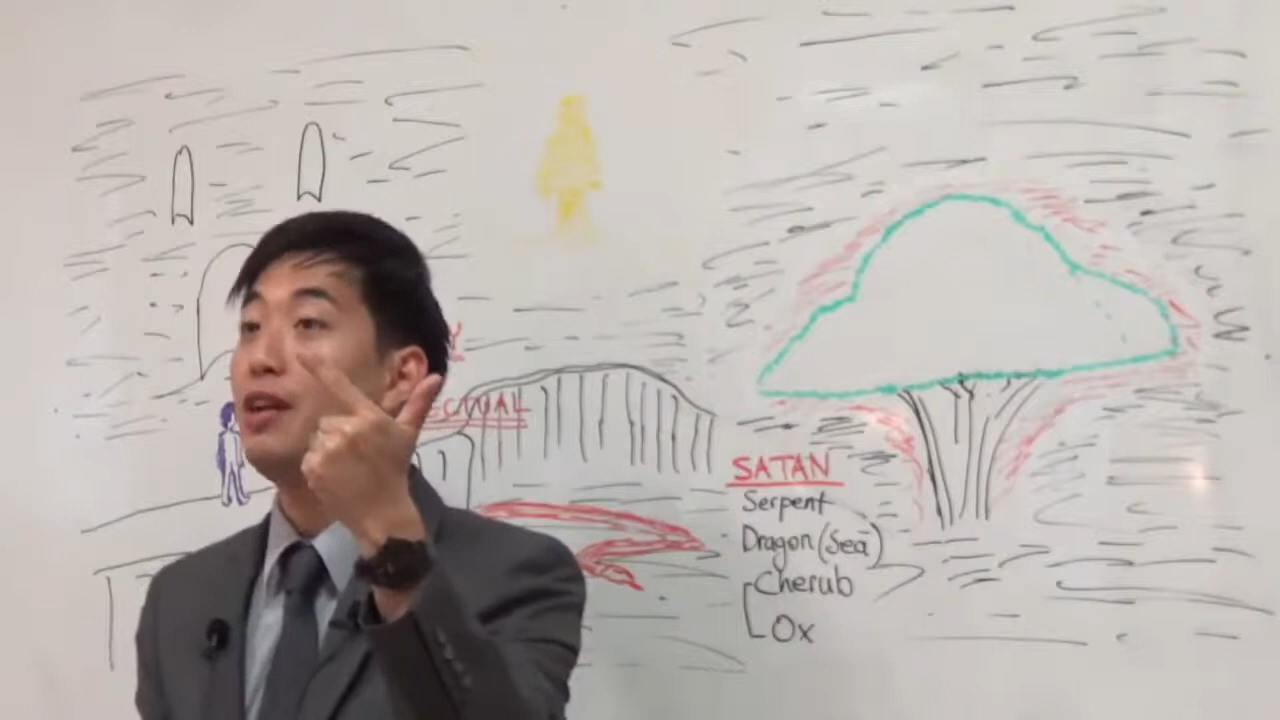 SATAN
Serpent
Dragon (Sea)
Cherub
Ox